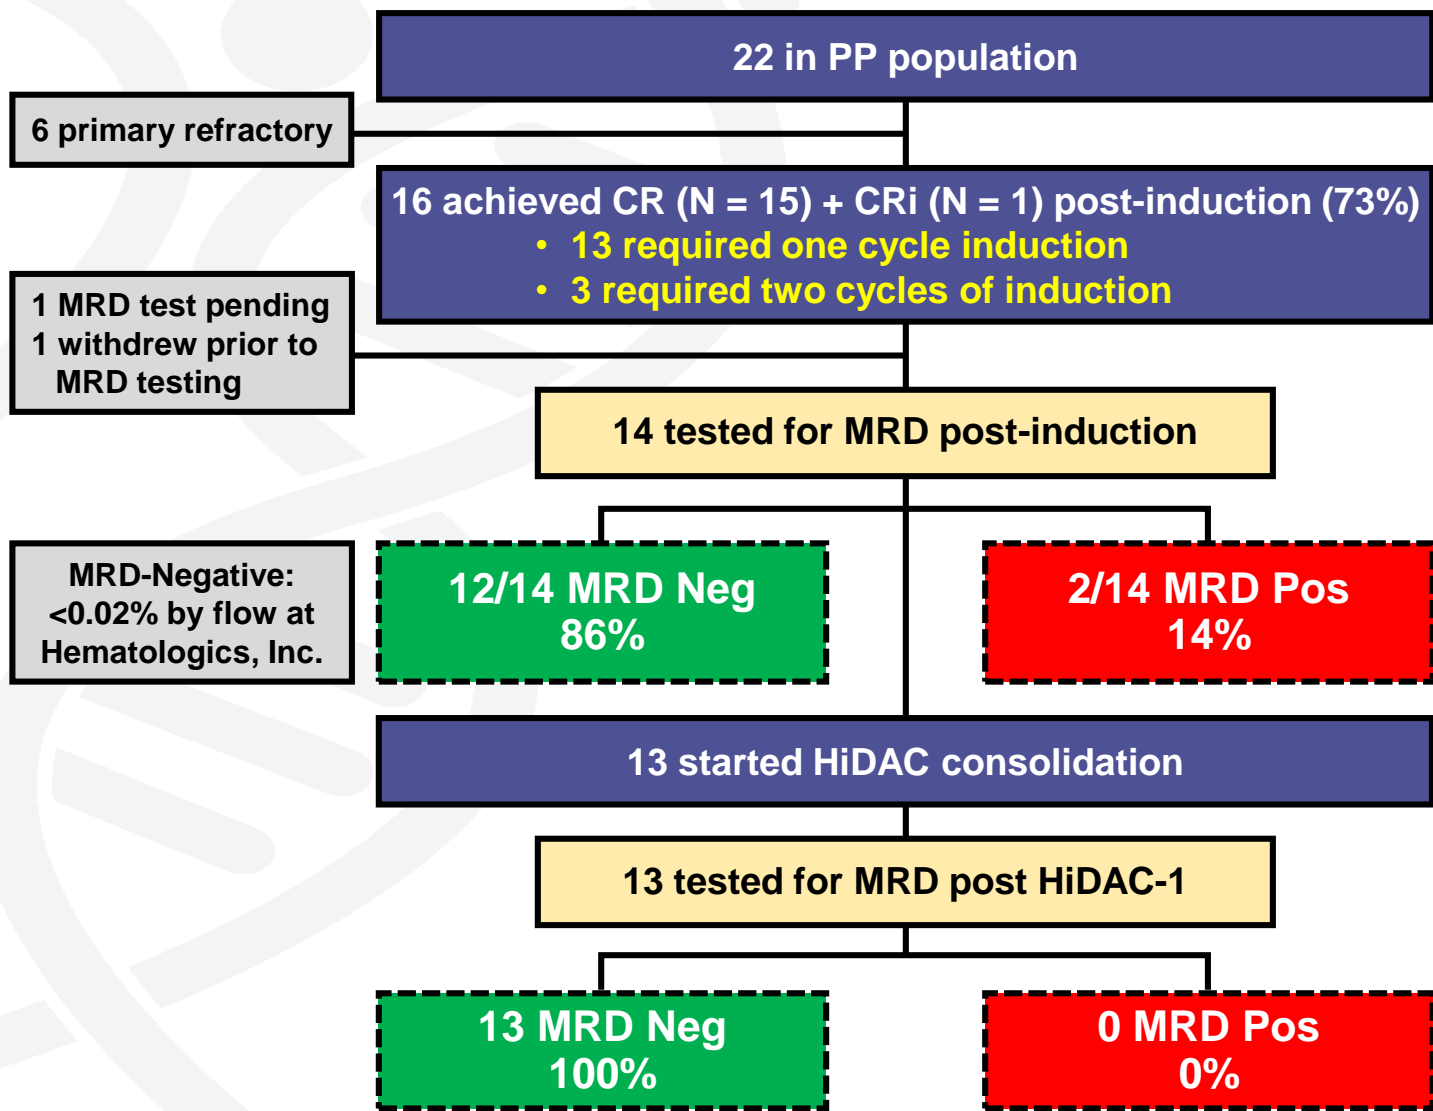 22 in PP population
6 primary refractory
16 achieved CR (N = 15) + CRi (N = 1) post-induction (73%)
• 13 required one cycle induction
• 3 required two cycles of induction
1 MRD test pending
1 withdrew prior to
MRD testing
14 tested for MRD post-induction
MRD-Negative:
<0.02% by flow at
Hematologics, Inc.
12/14 MRD Neg
86%
2/14 MRD Pos
14%
13 started HiDAC consolidation
13 tested for MRD post HiDAC-1
13 MRD Neg
100%
0 MRD Pos
0%